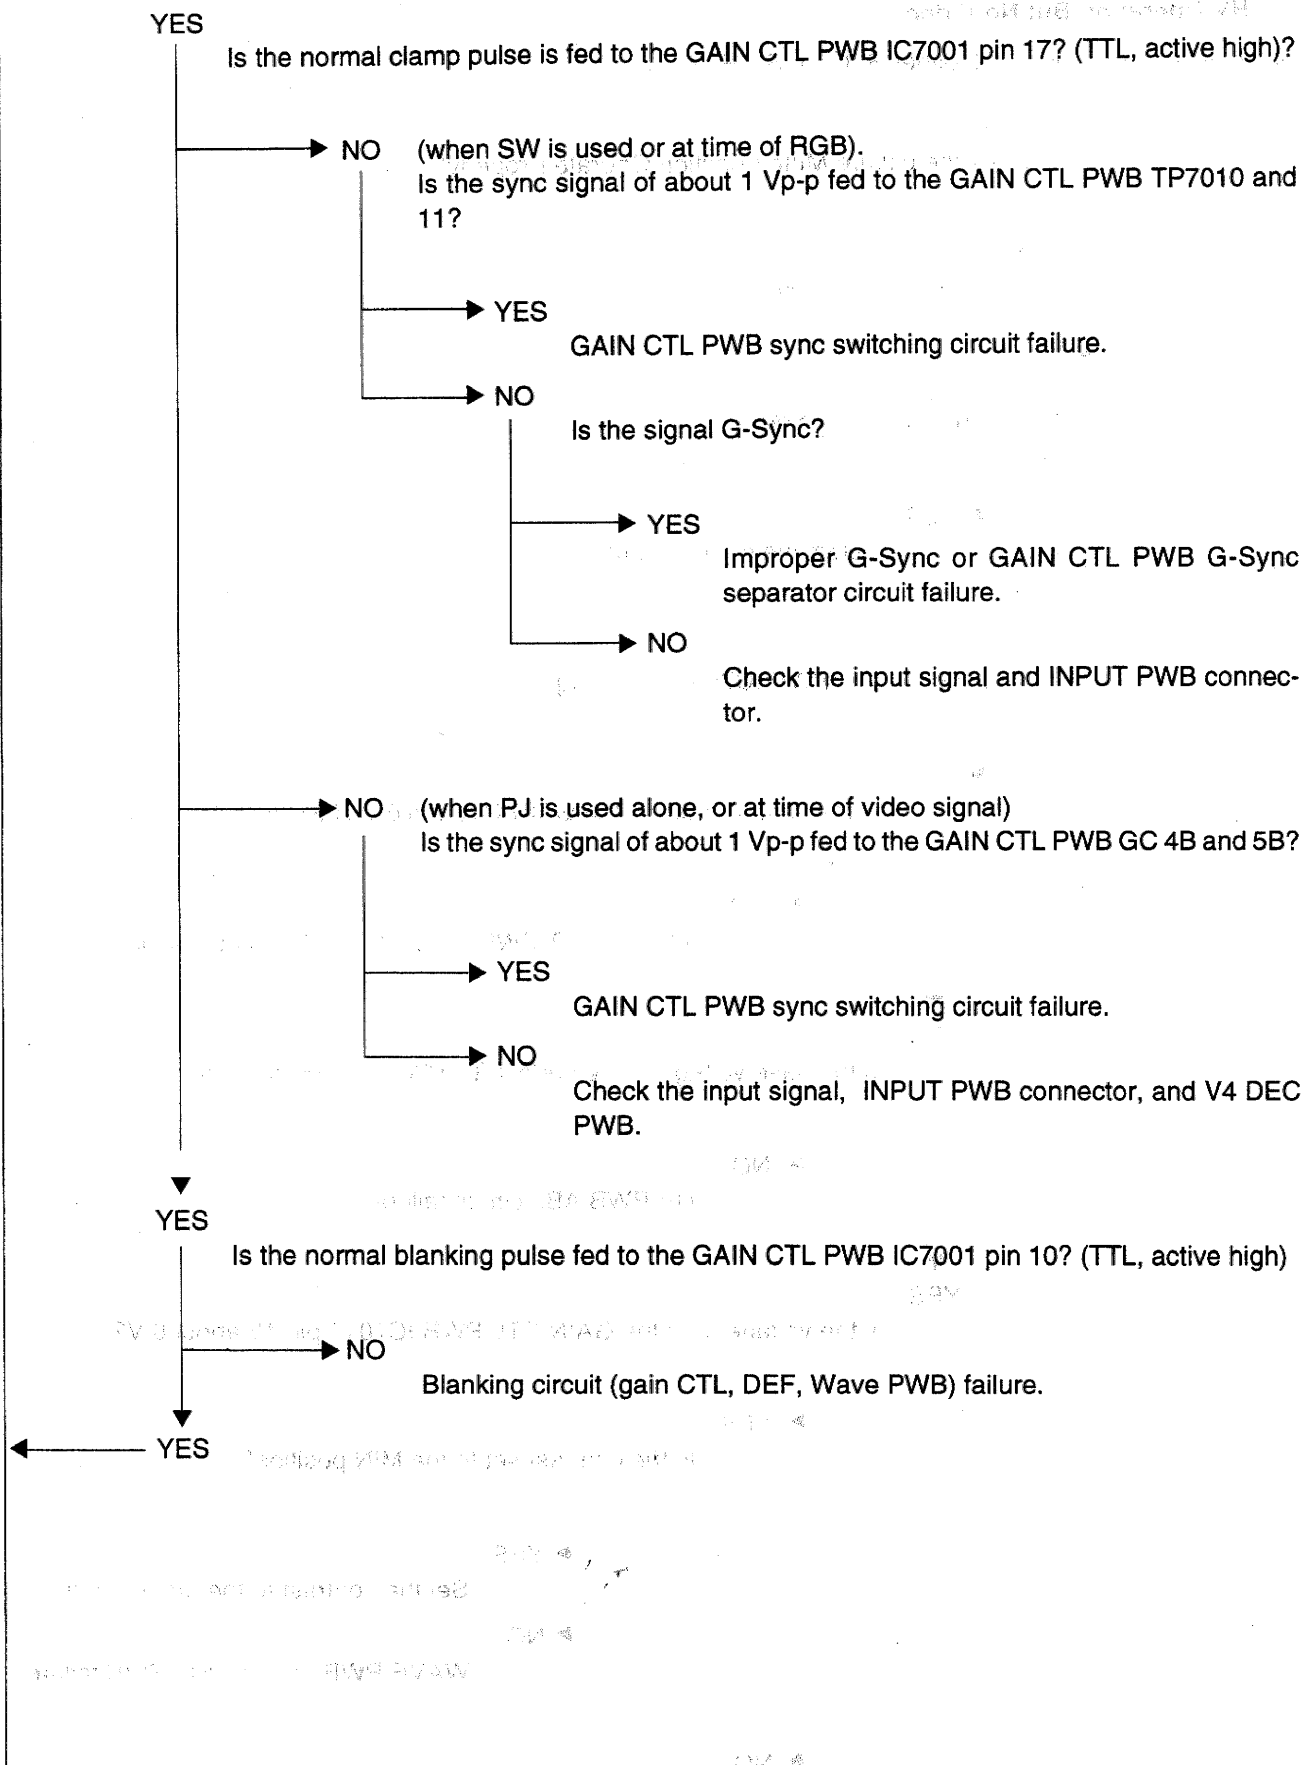 YES
Is the normal clamp pulse is fed to the GAIN CTL PWB IC7001 pin 17? (TTL, active high)?
NO (when SW is used or at time of RGB).
Is the sync signal of about 1 Vp-p fed to the GAIN CTL PWB TP7010 and
11?
YES
GAIN CTL PWB sync switching circuit failure.
NO
Is the signal G-Sync?
YES
Improper G-Sync or GAIN CTL PWB G-Sync
separator circuit failure.
NO
Check the input signal and INPUT PWB connec-
tor.
NO (when PJ is used alone, or at time of video signal)
Is the sync signal of about 1 Vp-p fed to the GAIN CTL PWB GC 4B and 5B?
YES
GAIN CTL PWB sync switching circuit failure.
NO
Check the input signal, INPUT PWB connector, and V4 DEC
PWB.
YES
Is the normal blanking pulse fed to the GAIN CTL PWB IC7001 pin 10? (TTL, active high)
NO
Blanking circuit (gain CTL, DEF, Wave PWB) failure.
YES